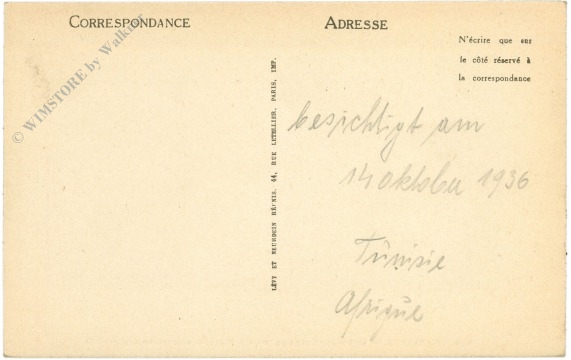 CORRESPONDANCE
ADRESSE
N'écrire que sur
le côté réservé à
la correspondance
© WIMSTORE by Walkner
LÉVY ET NEURDEIN RÉUNIS. 44, RUE LETELLIER, PARIS, IMP.
besichtigt am
14 oktober 1936
Tunisie
Afrique